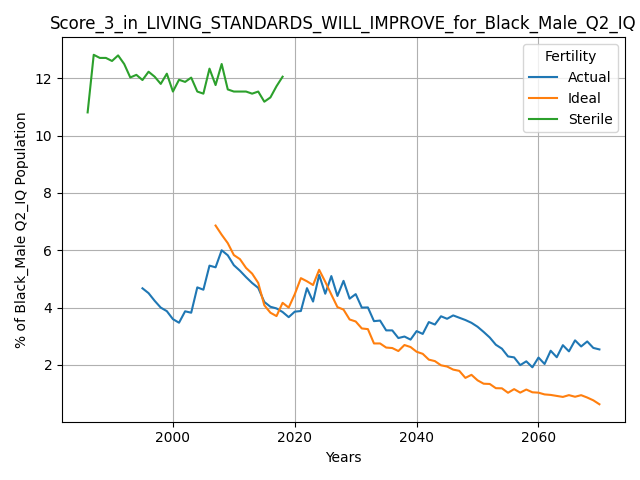 Score_3_in_LIVING_STANDARDS_WILL_IMPROVE_for_Black_Male_Q2_IQ
Fertility
Actual
Ideal
Sterile
% of Black_Male Q2_IQ Population
12
10
8
6
4
2
2000 2020 2040 2060
Years